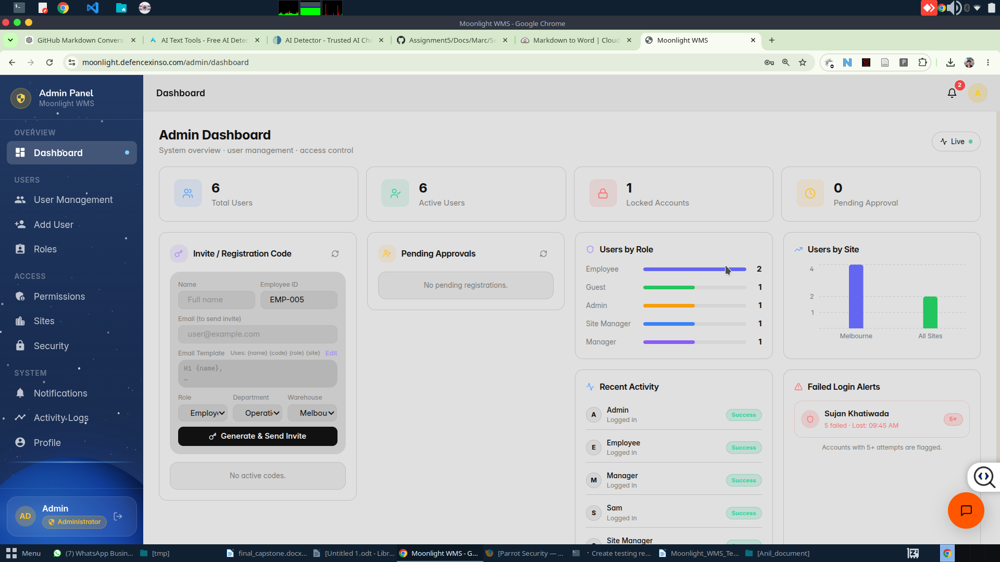 Moonlight WMS - Google Chrome
GitHub Markdown Convers
AI Text Tools - Free AI Detec
AI Detector - Trusted AI Che
Assignment5/Docs/Marc/Se
Markdown to Word | Cloud
Moonlight WMS
moonlight.defencexinso.com/admin/dashboard
Admin Panel
Moonlight WMS
OVERVIEW
Dashboard
USERS
User Management
Add User
Roles
ACCESS
Permissions
Sites
Security
SYSTEM
Notifications
Activity Logs
Profile
AD
Admin
Administrator
Dashboard
2
A
Admin Dashboard
System overview · user management · access control
Live
6
Total Users
6
Active Users
1
Locked Accounts
0
Pending Approval
Invite / Registration Code
Name
Employee ID
Full name
EMP-005
Email (to send invite)
user@example.com
Email Template Uses: {name} {code} {role} {site} Edit
Hi {name},
…
Role
Department
Warehouse
Employ
Operati
Melbou
Generate & Send Invite
No active codes.
Pending Approvals
No pending registrations.
Users by Role
Employee 2
Guest 1
Admin 1
Site Manager 1
Manager 1
Users by Site
4
2
1
Melbourne
All Sites
Recent Activity
A
Admin
Logged in
Success
E
Employee
Logged in
Success
M
Manager
Logged in
Success
S
Sam
Logged in
Success
Site Manager
Failed Login Alerts
Sujan Khatiwada
5 failed · Last: 09:45 AM
5×
Accounts with 5+ attempts are flagged.
Menu
(7) WhatsApp Busin...
[tmp]
final_capstone.docx...
[Untitled 1.odt - Libr...
Moonlight WMS - G...
[Parrot Security — ...
· Create testing re...
Moonlight_WMS_Te...
[Anil_document]